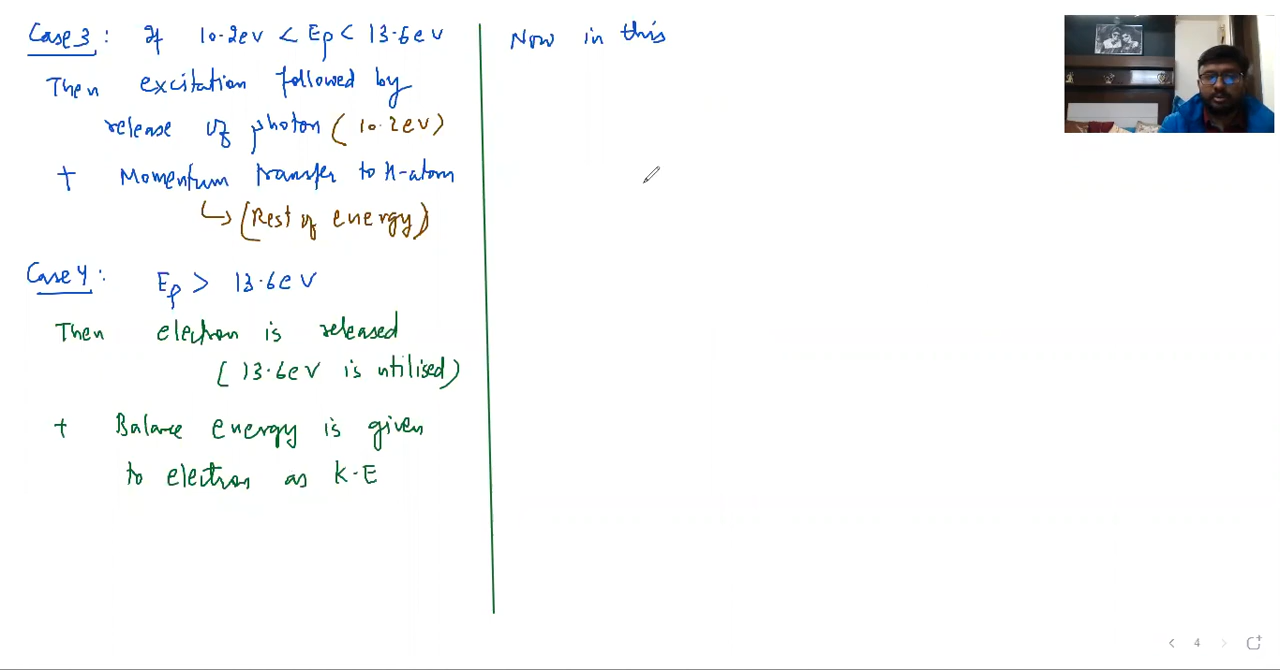 Case 3: If 10.2eV < Ep < 13.6eV
Then excitation followed by
release of photon (10.2eV)
+ Momentum transfer to H-atom
↳ (Rest of energy)
Case 4: Ep > 13.6eV
Then electron is released
(13.6eV is utilised)
+ Balance energy is given
to electron as K.E
Now in this
< 4 >